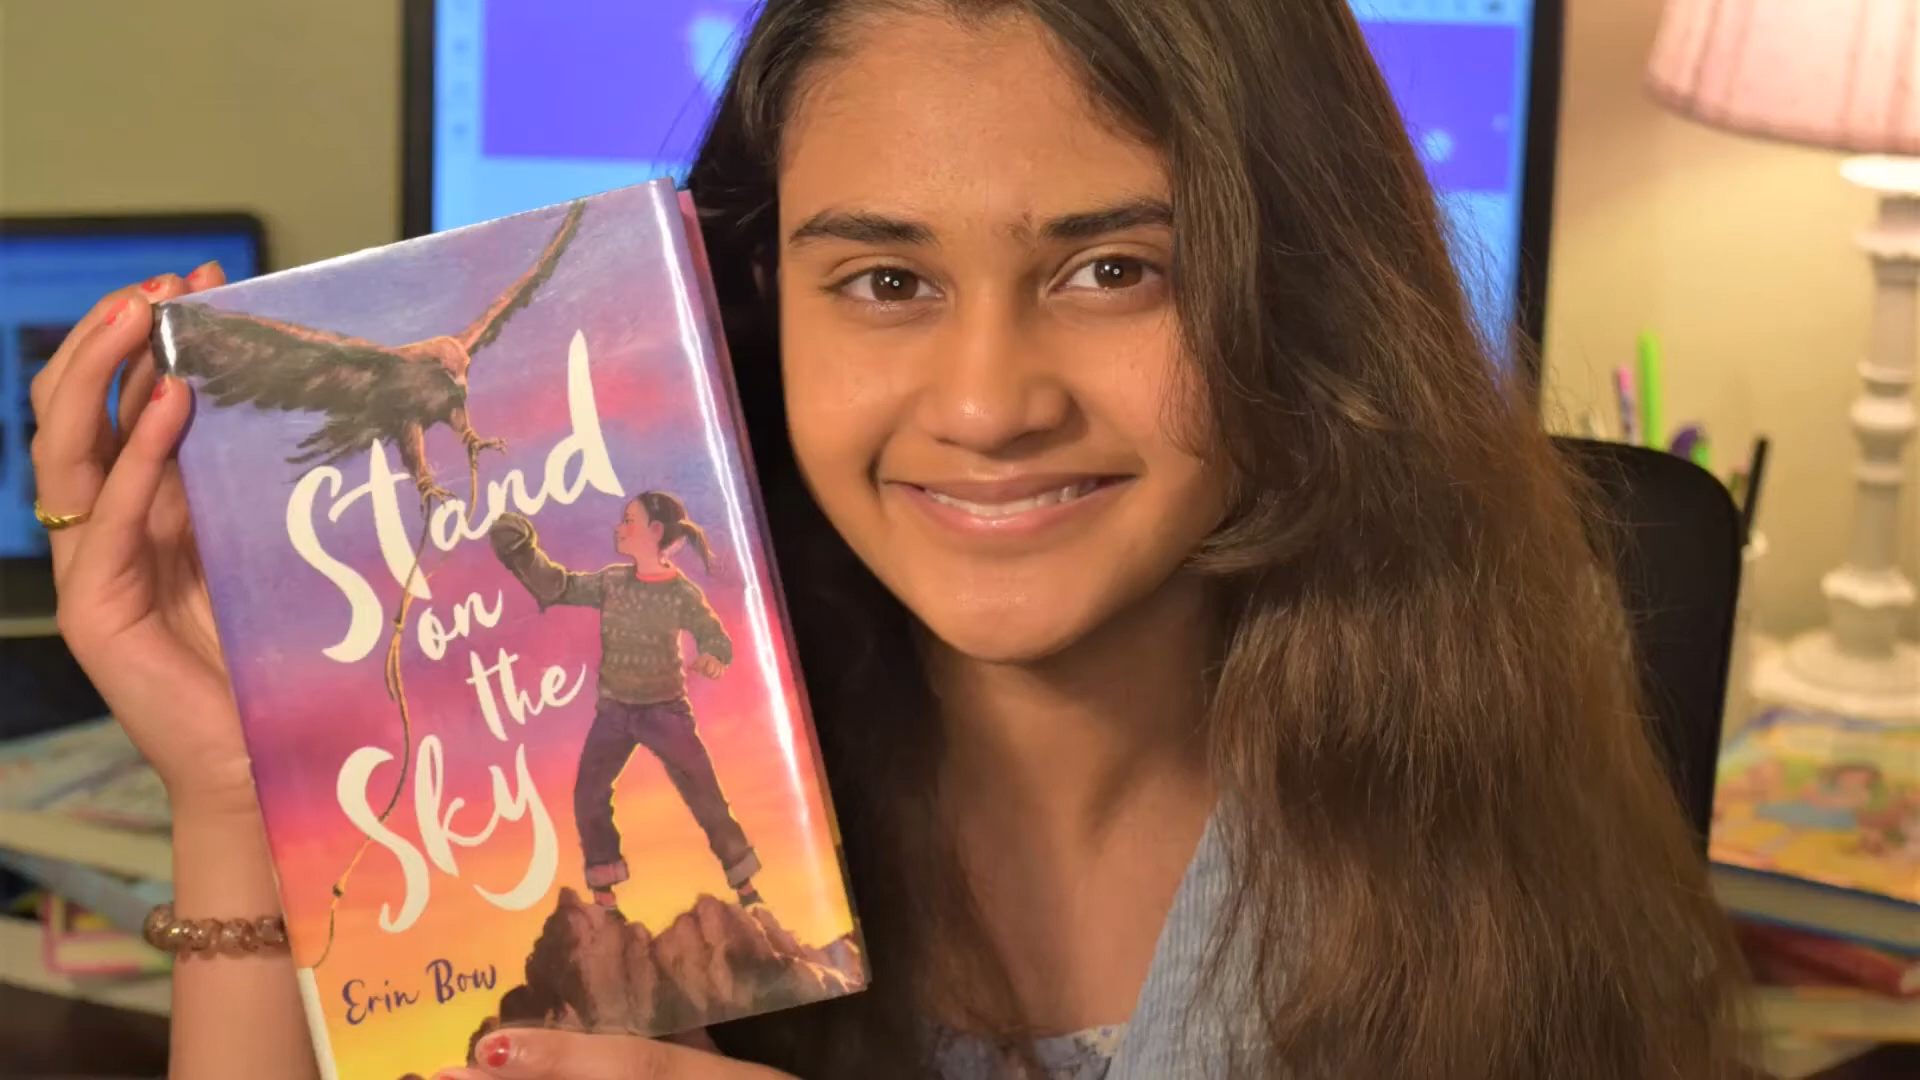 Stand
on
the
Sky
Erin Bow